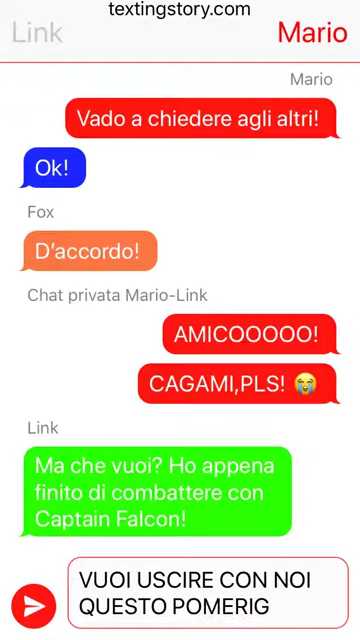 textingstory.com
Link
Mario
Mario
Vado a chiedere agli altri!
Ok!
Fox
D'accordo!
Chat privata Mario-Link
AMICOOOOO!
CAGAMI,PLS! 😭
Link
Ma che vuoi? Ho appena
finito di combattere con
Captain Falcon!
VUOI USCIRE CON NOI
QUESTO POMERIG